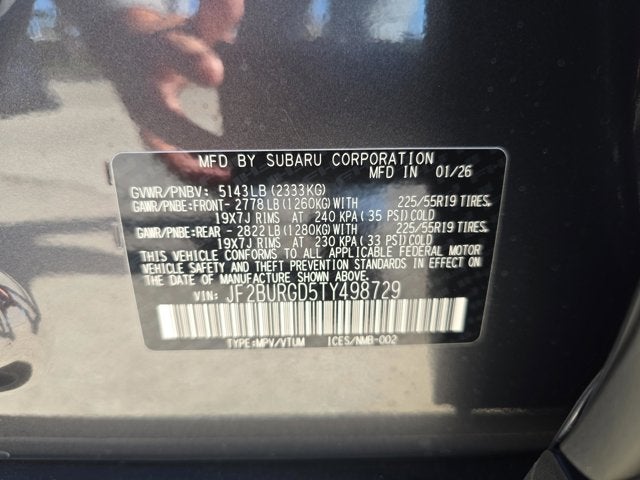 MFD BY SUBARU CORPORATION
MFD IN 01/26
GVWR/PNBV: 5143LB (2333KG)
GAWR/PNBE:FRONT- 2778 LB (1260KG) WITH 225/55R19 TIRES,
19X7J RIMS AT 240 KPA (35 PSI) COLD
GAWR/PNBE:REAR - 2822 LB (1280KG) WITH 225/55R19 TIRES,
19X7J RIMS AT 230 KPA (33 PSI) COLD
THIS VEHICLE CONFORMS TO ALL APPLICABLE FEDERAL MOTOR
VEHICLE SAFETY AND THEFT PREVENTION STANDARDS IN EFFECT ON
THE DATE OF MANUFACTURE SHOWN ABOVE.
VIN: JF2BURGD5TY498729
TYPE:MPV/VTUM ICES/NMB-002